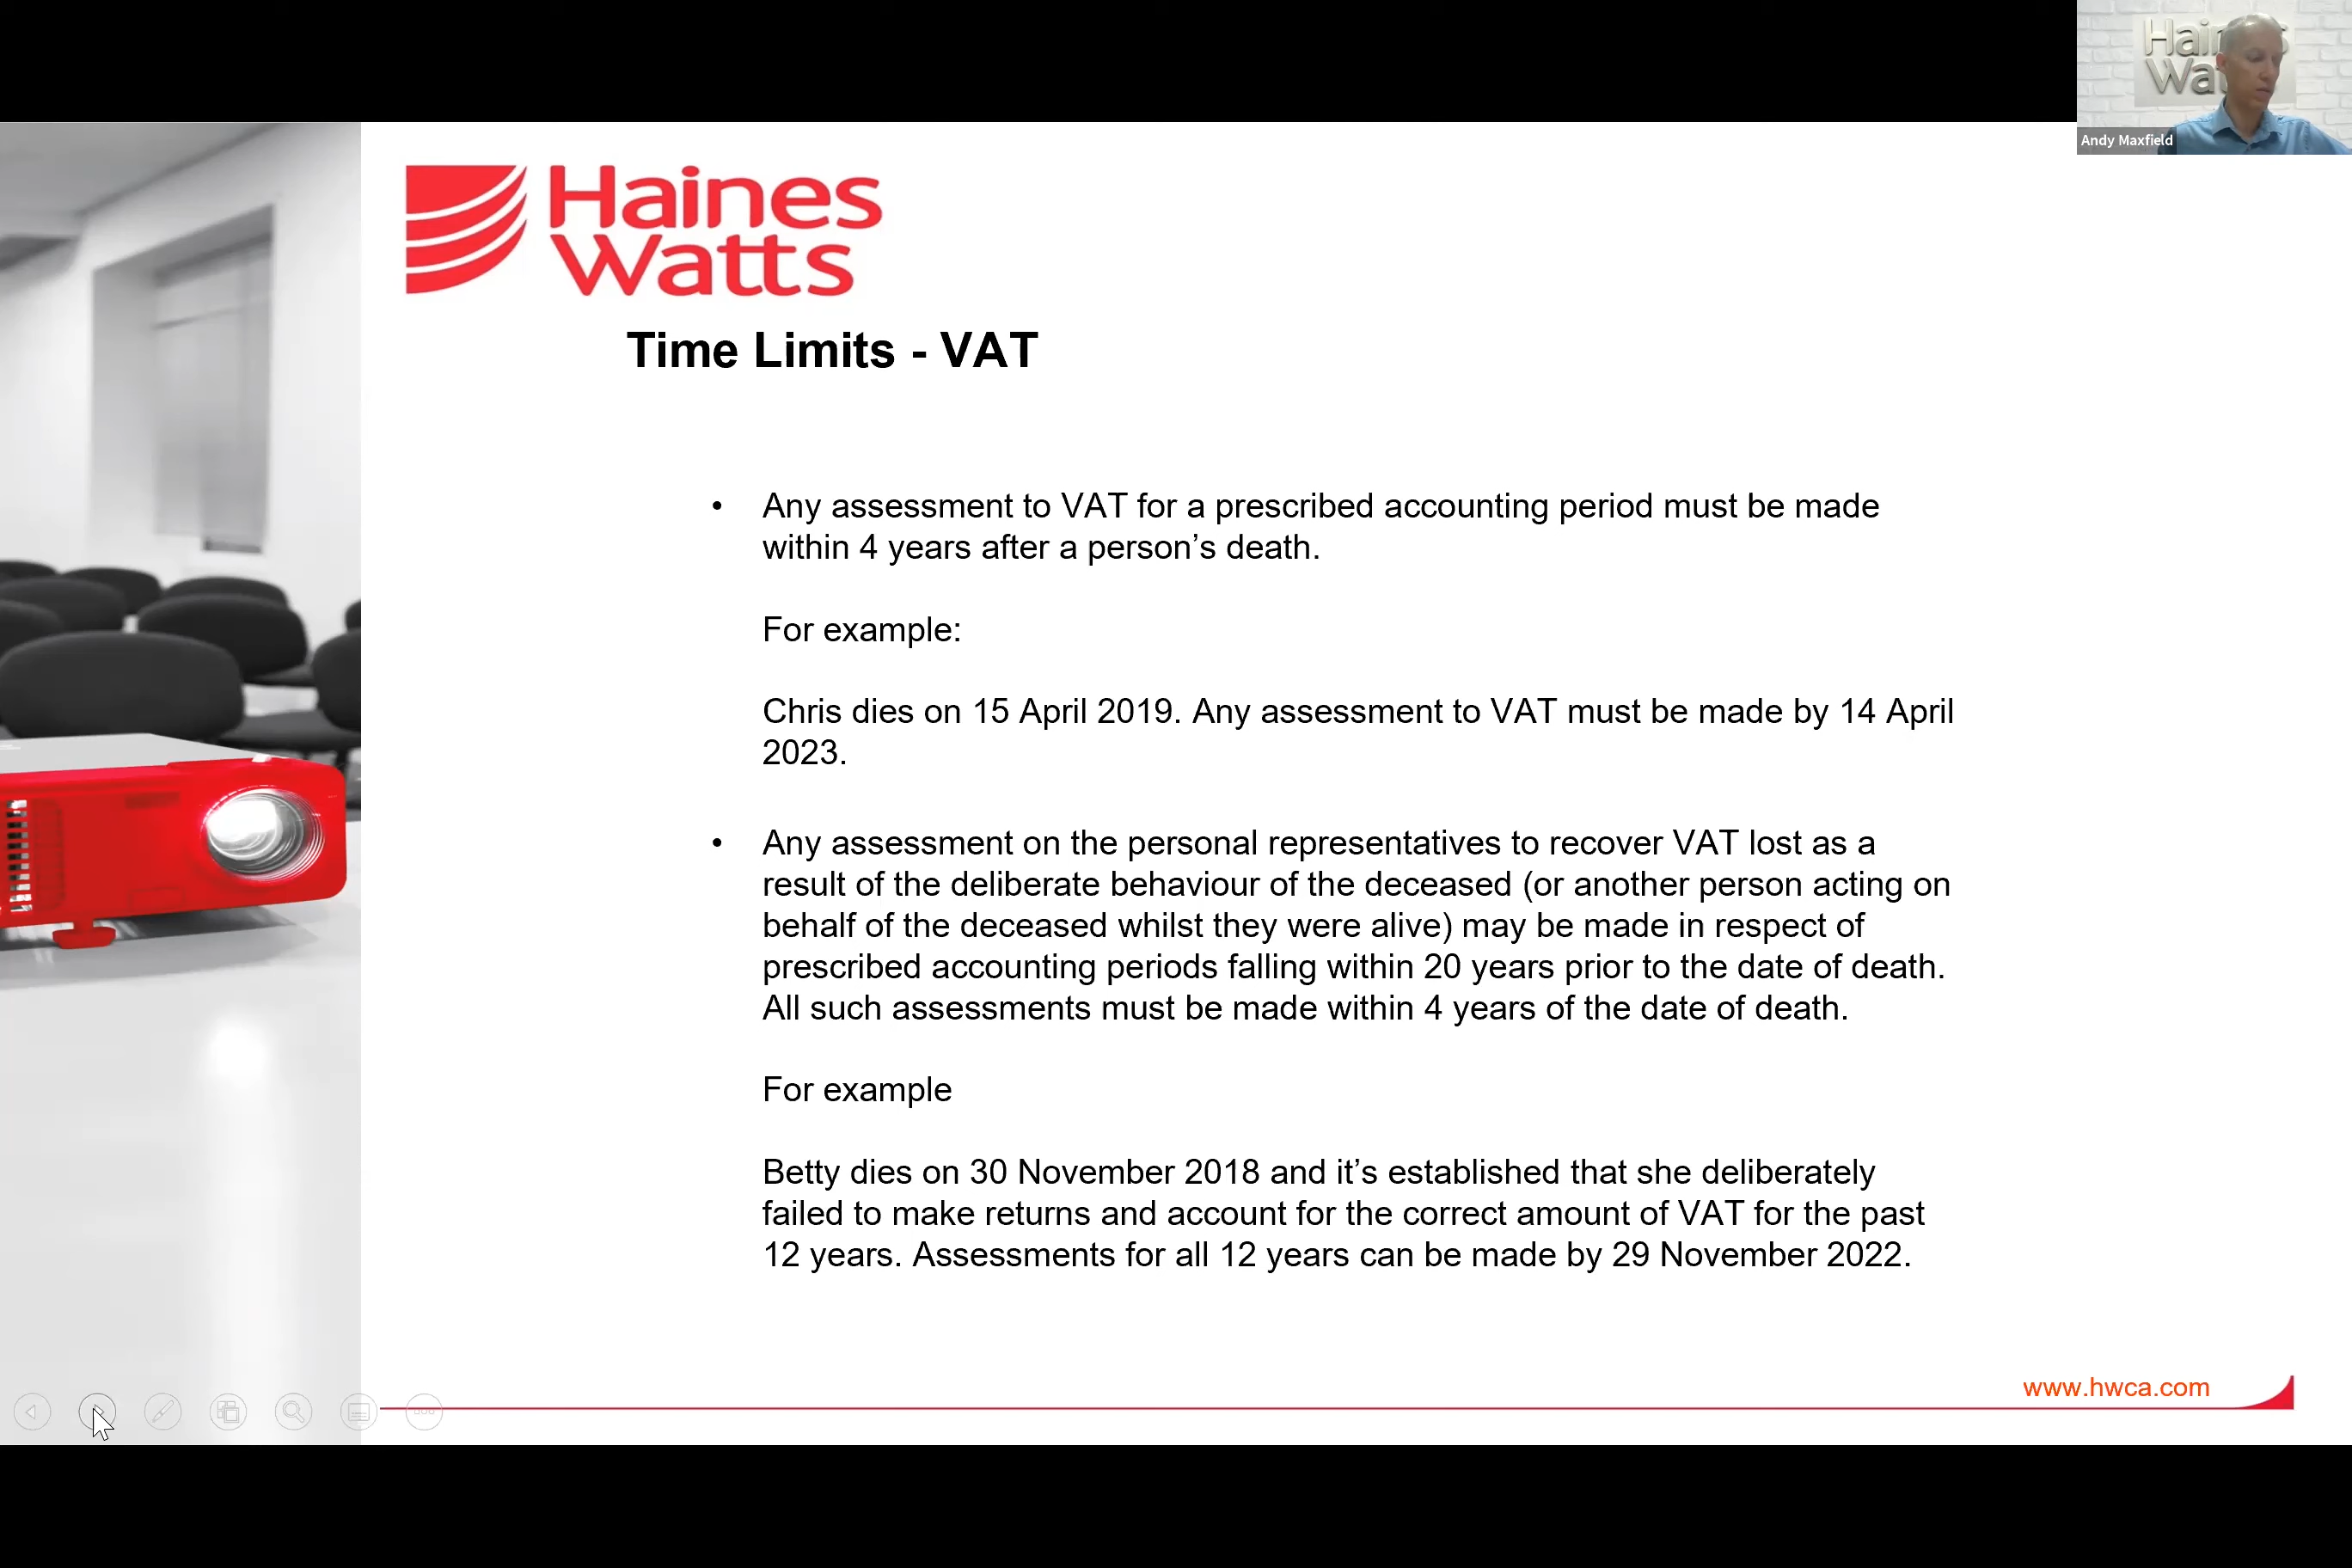 Haines
Watts
Andy Maxfield
Haines
Watts
Time Limits - VAT
• Any assessment to VAT for a prescribed accounting period must be made
within 4 years after a person’s death.
For example:
Chris dies on 15 April 2019. Any assessment to VAT must be made by 14 April
2023.
• Any assessment on the personal representatives to recover VAT lost as a
result of the deliberate behaviour of the deceased (or another person acting on
behalf of the deceased whilst they were alive) may be made in respect of
prescribed accounting periods falling within 20 years prior to the date of death.
All such assessments must be made within 4 years of the date of death.
For example
Betty dies on 30 November 2018 and it’s established that she deliberately
failed to make returns and account for the correct amount of VAT for the past
12 years. Assessments for all 12 years can be made by 29 November 2022.
www.hwca.com